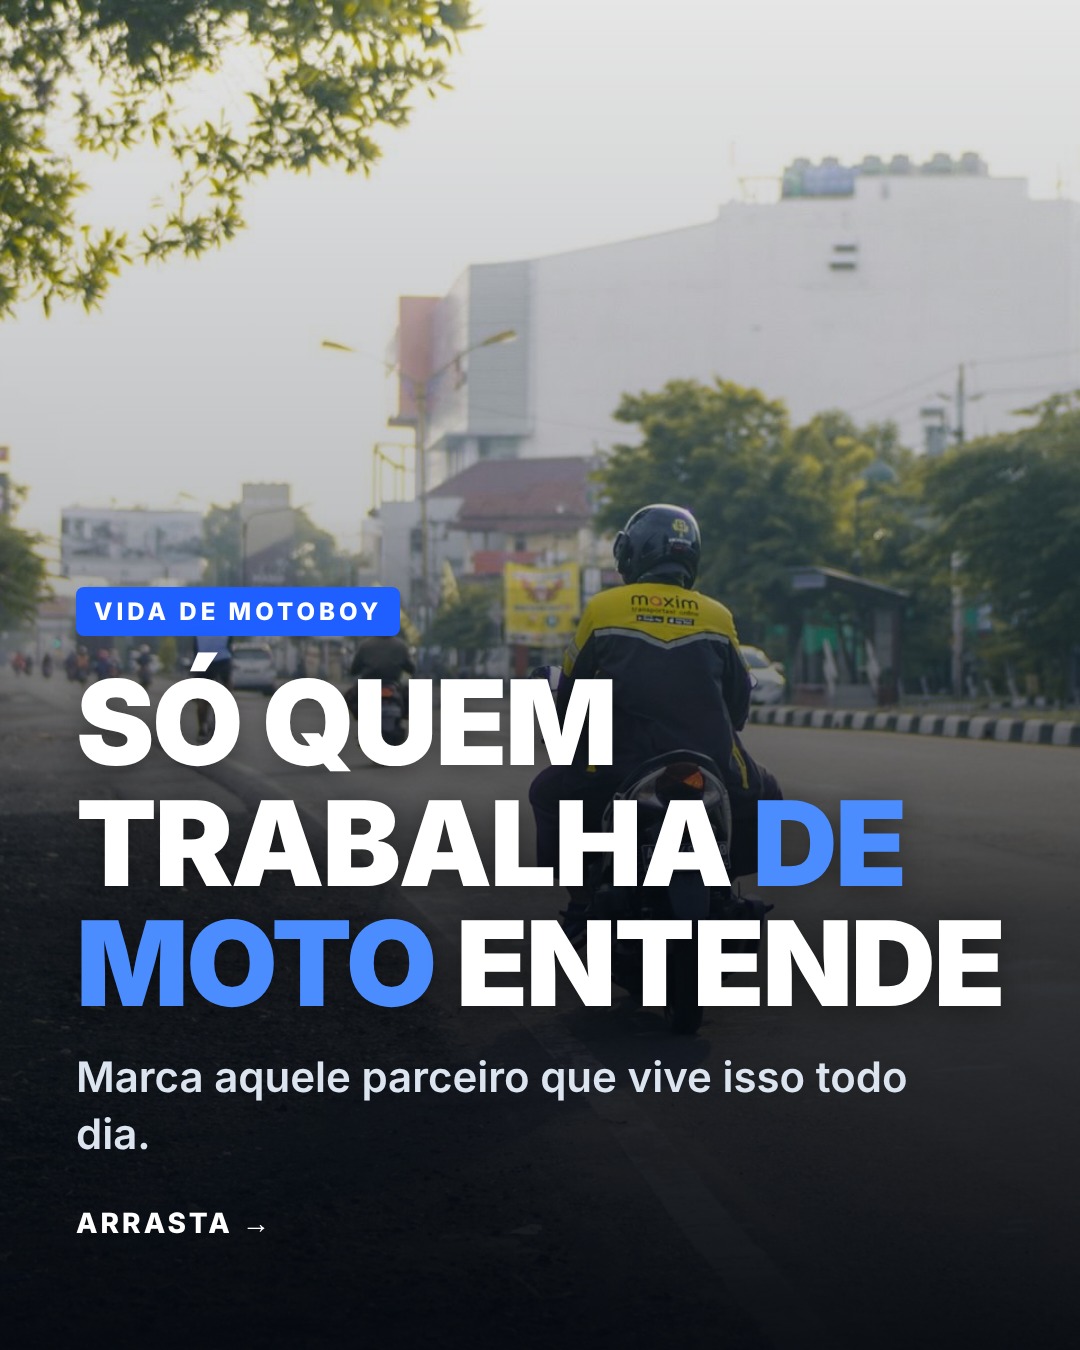 VIDA DE MOTOBOY
SÓ QUEM
TRABALHA DE
MOTO ENTENDE
Marca aquele parceiro que vive isso todo
dia.
ARRASTA →
maxim